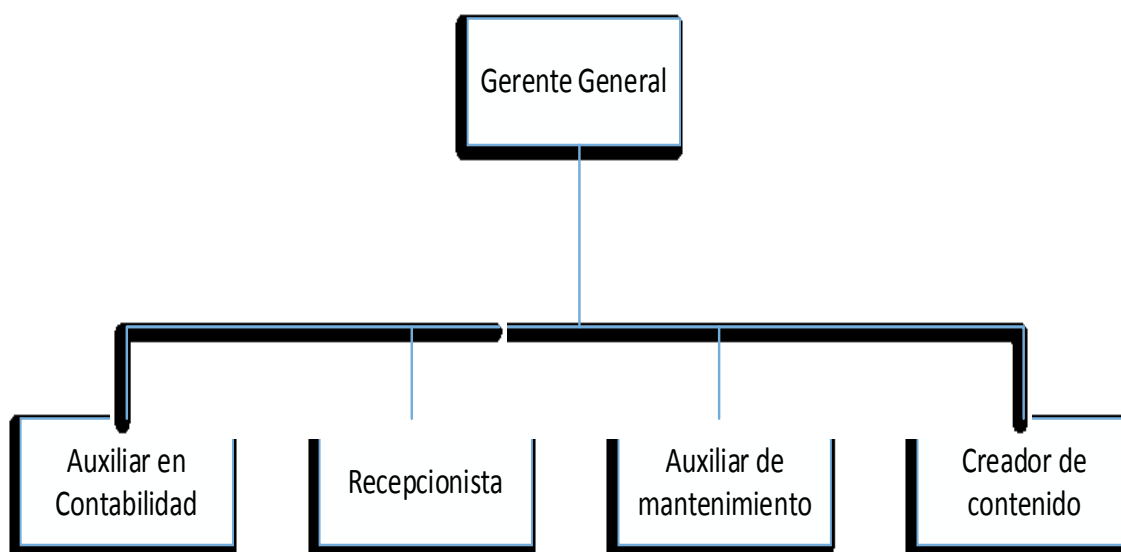 Gerente General
Auxiliar en
Contabilidad
Recepcionista
Auxiliar de
mantenimiento
Creador de
contenido